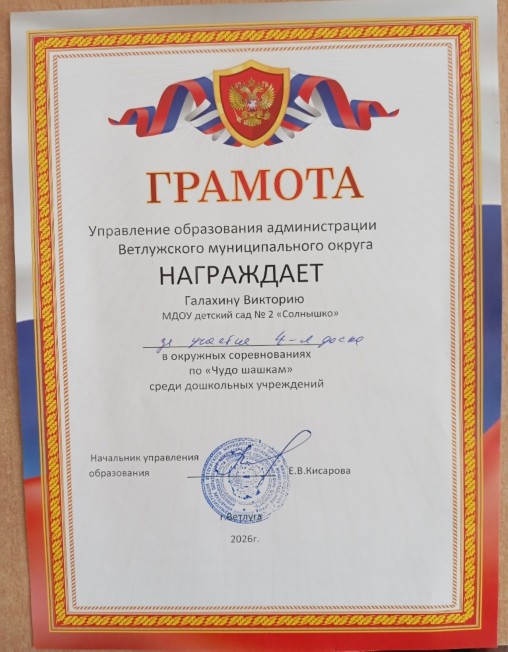 ГРАМОТА
Управление образования администрации
Ветлужского муниципального округа
НАГРАЖДАЕТ
Галахину Викторию
МДОУ детский сад № 2 «Солнышко»
за участие 4-я доска
в окружных соревнованиях
по «Чудо шашкам»
среди дошкольных учреждений
Начальник управления
образования Е.В.Кисарова
г.Ветлуга
2026г.